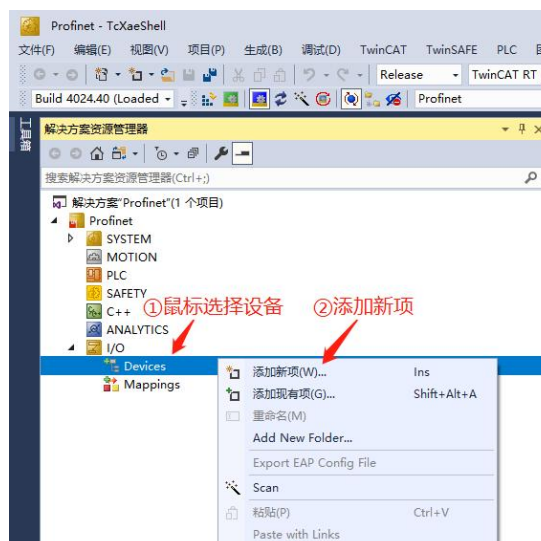 Profinet - TcXaeShell
文件(F) 编辑(E) 视图(V) 项目(P) 生成(B) 调试(D) TwinCAT TwinSAFE PLC
Release TwinCAT RT
Build 4024.40 (Loaded Profinet
工具箱
解决方案资源管理器
搜索解决方案资源管理器(Ctrl+;)
解决方案"Profinet"(1 个项目)
Profinet
SYSTEM
MOTION
PLC
SAFETY
C++
①鼠标选择设备 ②添加新项
ANALYTICS
I/O
Devices
Mappings
添加新项(W)... Ins
添加现有项(G)... Shift+Alt+A
重命名(M)
Add New Folder...
Export EAP Config File
Scan
粘贴(P) Ctrl+V
Paste with Links